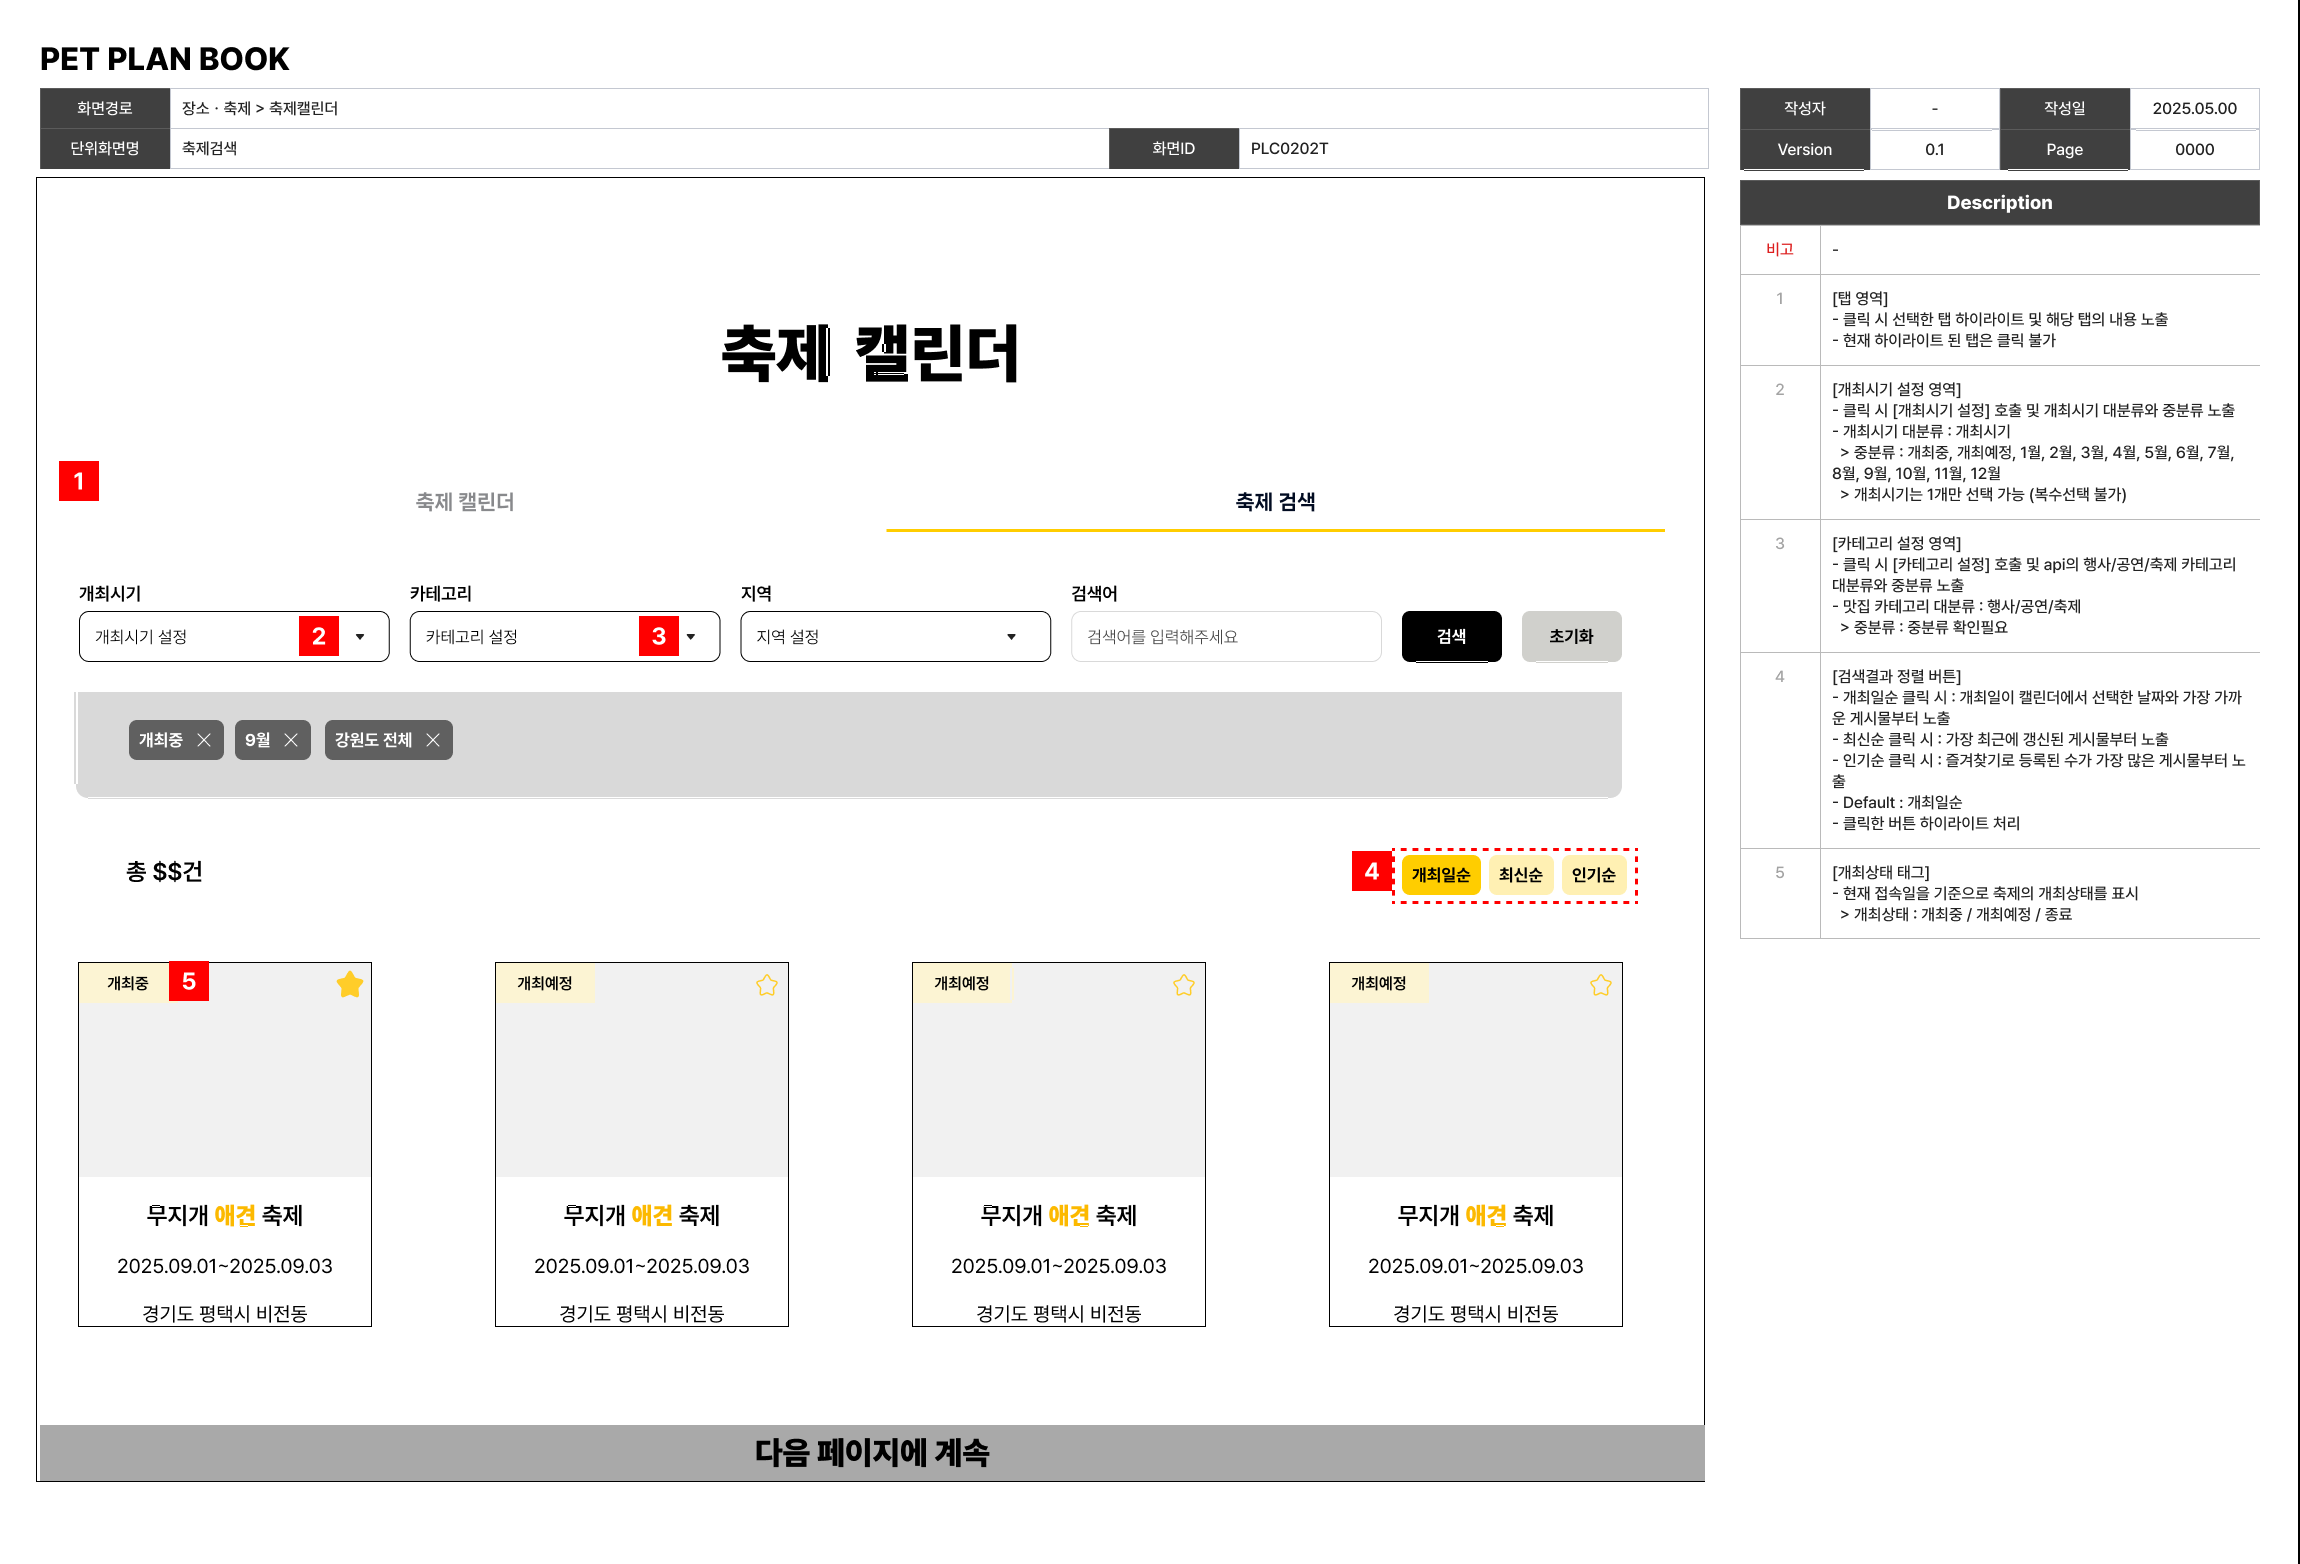 PET PLAN BOOK
화면경로 장소 · 축제 > 축제캘린더
단위화면명 축제검색 화면ID PLC0202T
작성자 - 작성일 2025.05.00
Version 0.1 Page 0000
축제 캘린더
1
축제 캘린더 축제 검색
개최시기 카테고리 지역 검색어
개최시기 설정 2 카테고리 설정 3 지역 설정 검색어를 입력해주세요 검색 초기화
개최중 9월 강원도 전체
총 $$건 4 개최일순 최신순 인기순
개최중 5 개최예정 개최예정 개최예정
무지개 애견 축제 무지개 애견 축제 무지개 애견 축제 무지개 애견 축제
2025.09.01~2025.09.03 2025.09.01~2025.09.03 2025.09.01~2025.09.03 2025.09.01~2025.09.03
경기도 평택시 비전동 경기도 평택시 비전동 경기도 평택시 비전동 경기도 평택시 비전동
다음 페이지에 계속
Description
비고 -
1 [탭 영역]
- 클릭 시 선택한 탭 하이라이트 및 해당 탭의 내용 노출
- 현재 하이라이트 된 탭은 클릭 불가
2 [개최시기 설정 영역]
- 클릭 시 [개최시기 설정] 호출 및 개최시기 대분류와 중분류 노출
- 개최시기 대분류 : 개최시기
> 중분류 : 개최중, 개최예정, 1월, 2월, 3월, 4월, 5월, 6월, 7월,
8월, 9월, 10월, 11월, 12월
> 개최시기는 1개만 선택 가능 (복수선택 불가)
3 [카테고리 설정 영역]
- 클릭 시 [카테고리 설정] 호출 및 api의 행사/공연/축제 카테고리
대분류와 중분류 노출
- 맛집 카테고리 대분류 : 행사/공연/축제
> 중분류 : 중분류 확인필요
4 [검색결과 정렬 버튼]
- 개최일순 클릭 시 : 개최일이 캘린더에서 선택한 날짜와 가장 가까
운 게시물부터 노출
- 최신순 클릭 시 : 가장 최근에 갱신된 게시물부터 노출
- 인기순 클릭 시 : 즐겨찾기로 등록된 수가 가장 많은 게시물부터 노
출
- Default : 개최일순
- 클릭한 버튼 하이라이트 처리
5 [개최상태 태그]
- 현재 접속일을 기준으로 축제의 개최상태를 표시
> 개최상태 : 개최중 / 개최예정 / 종료